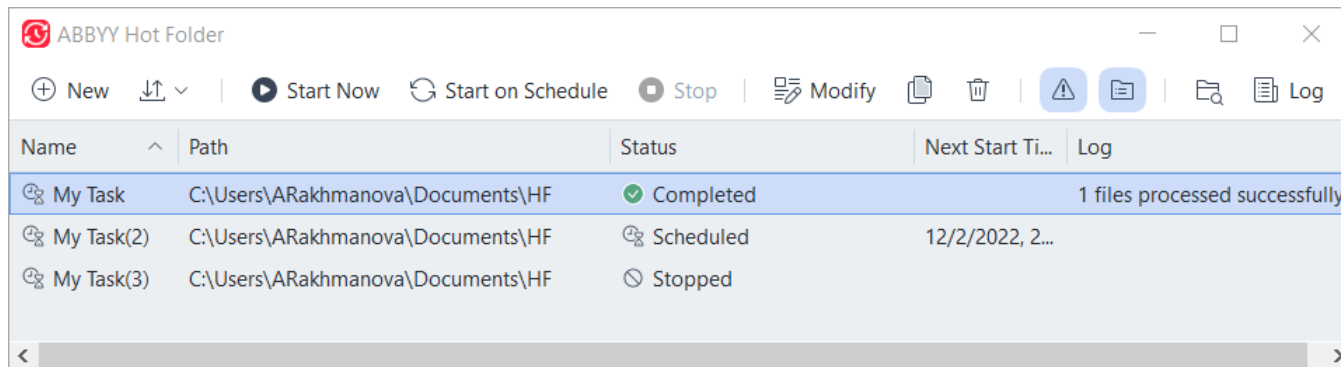 ABBYY Hot Folder
New Start Now Start on Schedule Stop Modify Log
Name Path Status Next Start Ti... Log
My Task C:\Users\ARakhmanova\Documents\HF Completed 1 files processed successfully
My Task(2) C:\Users\ARakhmanova\Documents\HF Scheduled 12/2/2022, 2...
My Task(3) C:\Users\ARakhmanova\Documents\HF Stopped